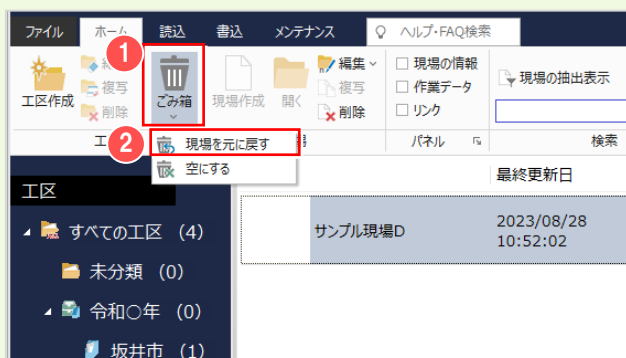 ファイル ホーム 読込 書込 メンテナンス ヘルプ・FAQ検索
1
編集 現場の情報
工区作成 複写 ごみ箱 現場作成 開く 複写 作業データ 現場の抽出表示
削除 削除 リンク
パネル 検索
2 現場を元に戻す
空にする
最終更新日
工区
すべての工区 (4) サンプル現場D 2023/08/28
10:52:02
未分類 (0)
令和○年 (0)
坂井市 (1)